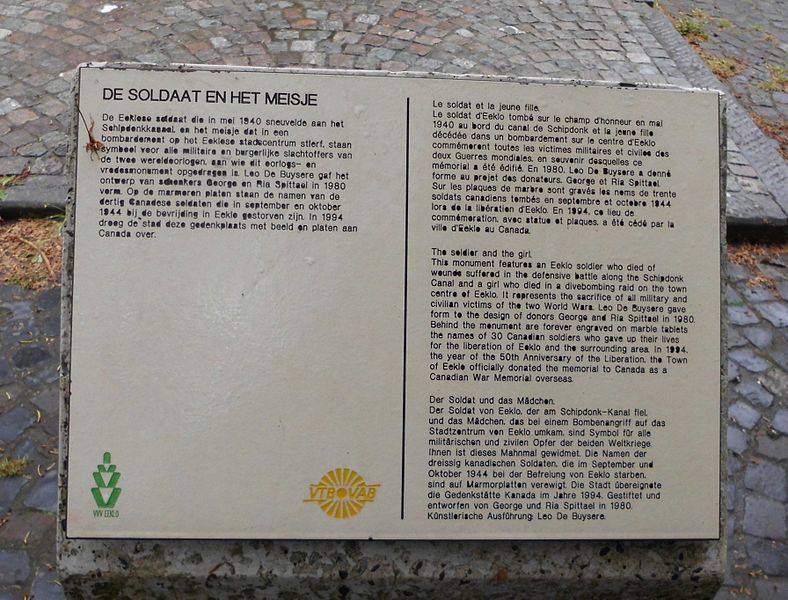 DE SOLDAAT EN HET MEISJE
De Eeklose soldaat die in mei 1940 sneuvelde aan het
Schipdonkkanaal, en het meisje dat in een
bombardement op het Eeklose stadscentrum stierf, staan
symbool voor alle militaire en burgerlijke slachtoffers van
de twee wereldoorlogen, aan wie dit oorlogs- en
vredesmonument opgedragen is. Leo De Buysere gaf het
ontwerp van schenkers George en Ria Spittael in 1980
vorm. Op de marmeren platen staan de namen van de
dertig Canadese soldaten die in september en oktober
1944 bij de bevrijding in Eeklo gestorven zijn. In 1994
droeg de stad deze gedenkplaats met beeld en platen aan
Canada over.
VVV EEKLO
VTB VAB
Le soldat et la jeune fille.
Le soldat d'Eeklo tombé sur le champ d'honneur en mai
1940 au bord du canal de Schipdonk et la jeune fille
décédée dans un bombardement sur le centre d'Eeklo
commémorent toutes les victimes militaires et civiles des
deux Guerres mondiales, en souvenir desquelles ce
mémorial a été édifié. En 1980, Leo De Buysere a donné
forme au projet des donateurs, George et Ria Spittael.
Sur les plaques de marbre sont gravés les noms de trente
soldats canadiens tombés en septembre et octobre 1944
lors de la libération d'Eeklo. En 1994, ce lieu de
commémoration, avec statue et plaques, a été cédé par la
ville d'Eeklo au Canada.
The soldier and the girl.
This monument features an Eeklo soldier who died of
wounds suffered in the defensive battle along the Schipdonk
Canal and a girl who died in a divebombing raid on the town
centre of Eeklo. It represents the sacrifice of all military and
civilian victims of the two World Wars. Leo De Buysere gave
form to the design of donors George and Ria Spittael in 1980.
Behind the monument are forever engraved on marble tablets
the names of 30 Canadian soldiers who gave up their lives
for the liberation of Eeklo and the surrounding area. In 1994,
the year of the 50th Anniversary of the Liberation, the Town
of Eeklo officially donated the memorial to Canada as a
Canadian War Memorial overseas.
Der Soldat und das Mädchen.
Der Soldat von Eeklo, der am Schipdonk-Kanal fiel,
und das Mädchen, das bei einem Bombenangriff auf das
Stadtzentrum von Eeklo umkam, sind Symbol für alle
militärischen und zivilen Opfer der beiden Weltkriege.
Ihnen ist dieses Mahnmal gewidmet. Die Namen der
dreissig kanadischen Soldaten, die im September und
Oktober 1944 bei der Befreiung von Eeklo starben,
sind auf Marmorplatten verewigt. Die Stadt übereignete
die Gedenkstätte Kanada im Jahre 1994. Gestiftet und
entworfen von George und Ria Spittael in 1980.
Künstlerische Ausführung: Leo De Buysere.